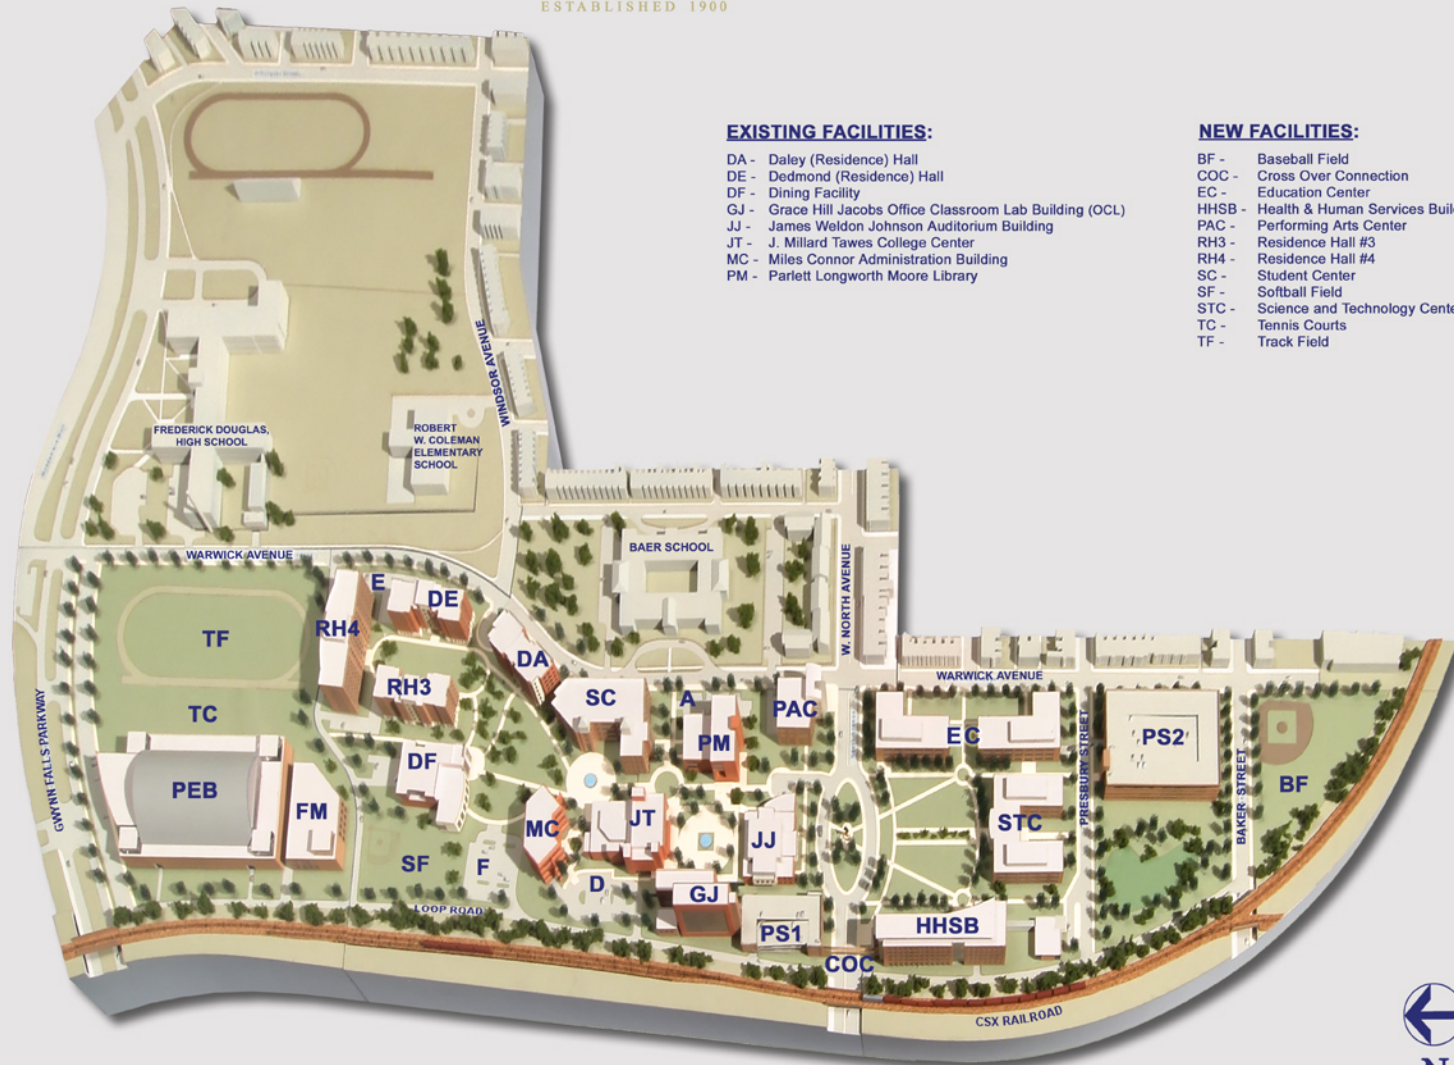 ESTABLISHED 1900
EXISTING FACILITIES:
DA - Daley (Residence) Hall
DE - Dedmond (Residence) Hall
DF - Dining Facility
GJ - Grace Hill Jacobs Office Classroom Lab Building (OCL)
JJ - James Weldon Johnson Auditorium Building
JT - J. Millard Tawes College Center
MC - Miles Connor Administration Building
PM - Parlett Longworth Moore Library
NEW FACILITIES:
BF - Baseball Field
COC - Cross Over Connection
EC - Education Center
HHSB - Health & Human Services Buil
PAC - Performing Arts Center
RH3 - Residence Hall #3
RH4 - Residence Hall #4
SC - Student Center
SF - Softball Field
STC - Science and Technology Cente
TC - Tennis Courts
TF - Track Field
WINDSOR AVENUE
FREDERICK DOUGLAS,
HIGH SCHOOL
ROBERT
W. COLEMAN
ELEMENTARY
SCHOOL
WARWICK AVENUE
BAER SCHOOL
W. NORTH AVENUE
E
DE
RH4
TF
DA
RH3
SC
A
PAC
WARWICK AVENUE
TC
PM
EC
PRESBURY STREET
PS2
GWYNN FALLS PARKWAY
PEB
DF
FM
MC
JT
JJ
STC
BAKER STREET
BF
SF
F
D
GJ
LOOP ROAD
PS1
HHSB
COC
CSX RAILROAD
N